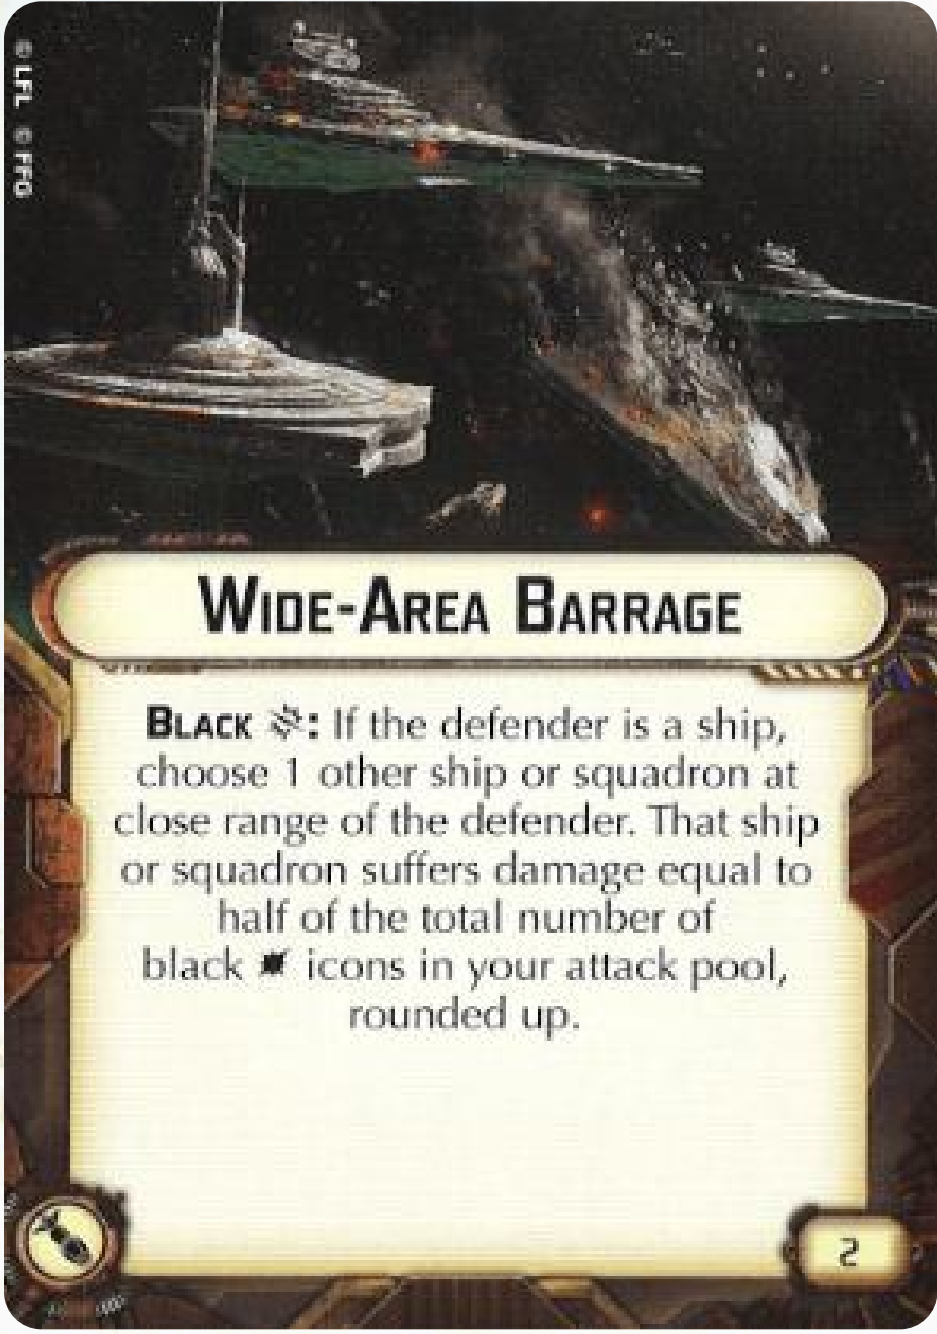 © LFL © FFG
WIDE-AREA BARRAGE
BLACK : If the defender is a ship,
choose 1 other ship or squadron at
close range of the defender. That ship
or squadron suffers damage equal to
half of the total number of
black icons in your attack pool,
rounded up.
2